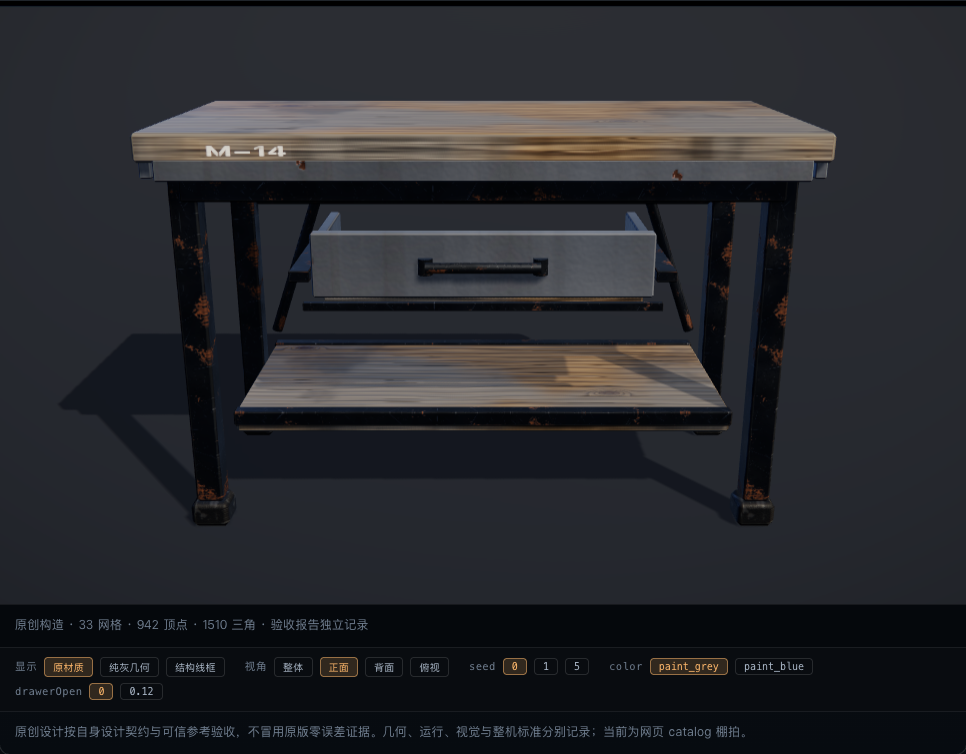 M-14
原创构造 · 33 网格 · 942 顶点 · 1510 三角 · 验收报告独立记录
显示 原材质 纯灰几何 结构线框 视角 整体 正面 背面 俯视 seed 0 1 5 color paint_grey paint_blue
drawerOpen 0 0.12
原创设计按自身设计契约与可信参考验收，不冒用原版零误差证据。几何、运行、视觉与整机标准分别记录；当前为网页 catalog 棚拍。